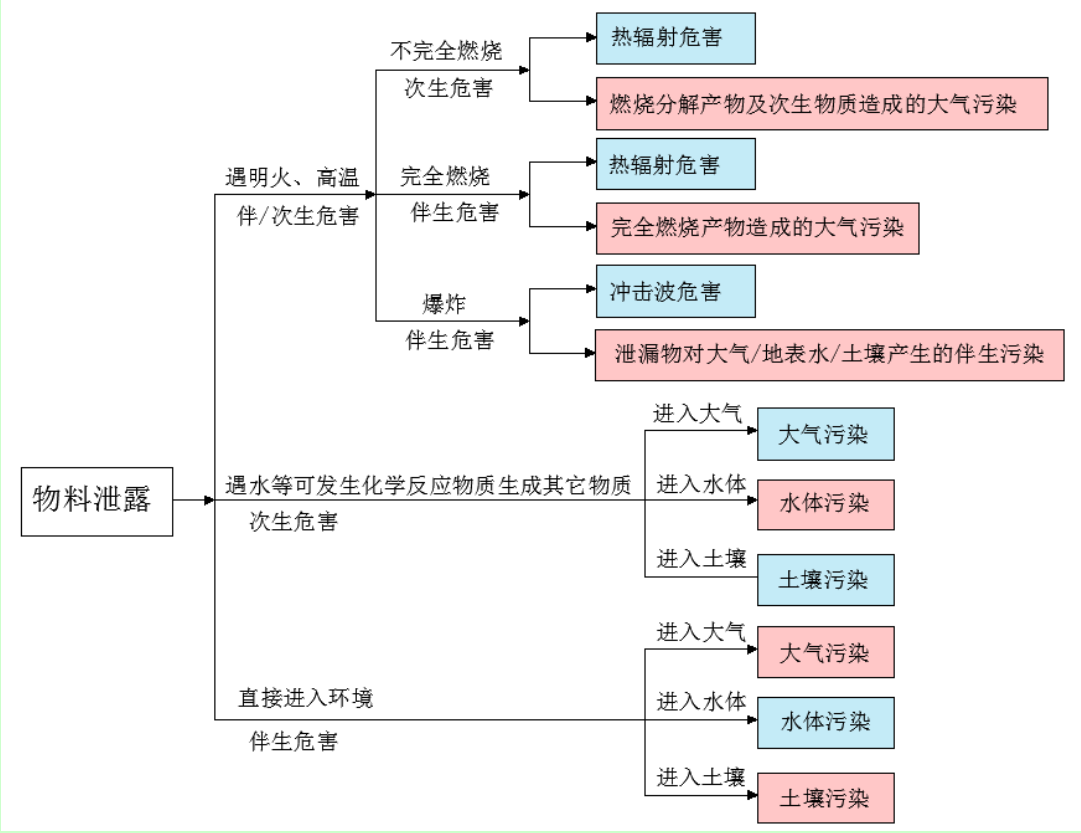 不完全燃烧
次生危害
热辐射危害
燃烧分解产物及次生物质造成的大气污染
遇明火、高温
伴/次生危害
完全燃烧
伴生危害
热辐射危害
完全燃烧产物造成的大气污染
爆炸
伴生危害
冲击波危害
泄漏物对大气/地表水/土壤产生的伴生污染
物料泄露
遇水等可发生化学反应物质生成其它物质
次生危害
进入大气
大气污染
进入水体
水体污染
进入土壤
土壤污染
直接进入环境
伴生危害
进入大气
大气污染
进入水体
水体污染
进入土壤
土壤污染